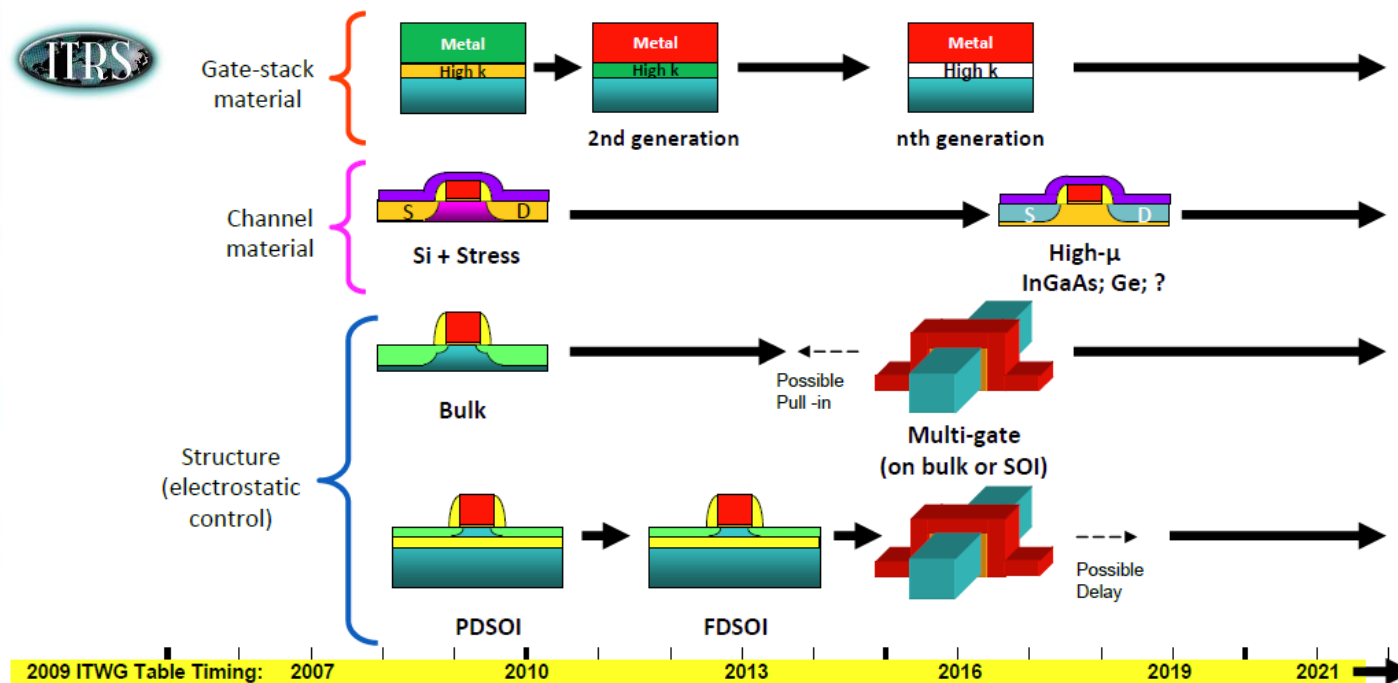 ITRS
Gate-stack
material
Metal
High k
Metal
High k
2nd generation
Metal
High k
nth generation
Channel
material
S
D
Si + Stress
S
D
High-μ
InGaAs; Ge; ?
Structure
(electrostatic
control)
Bulk
Possible
Pull -in
Multi-gate
(on bulk or SOI)
PDSOI
FDSOI
Possible
Delay
2009 ITWG Table Timing: 2007 2010 2013 2016 2019 2021